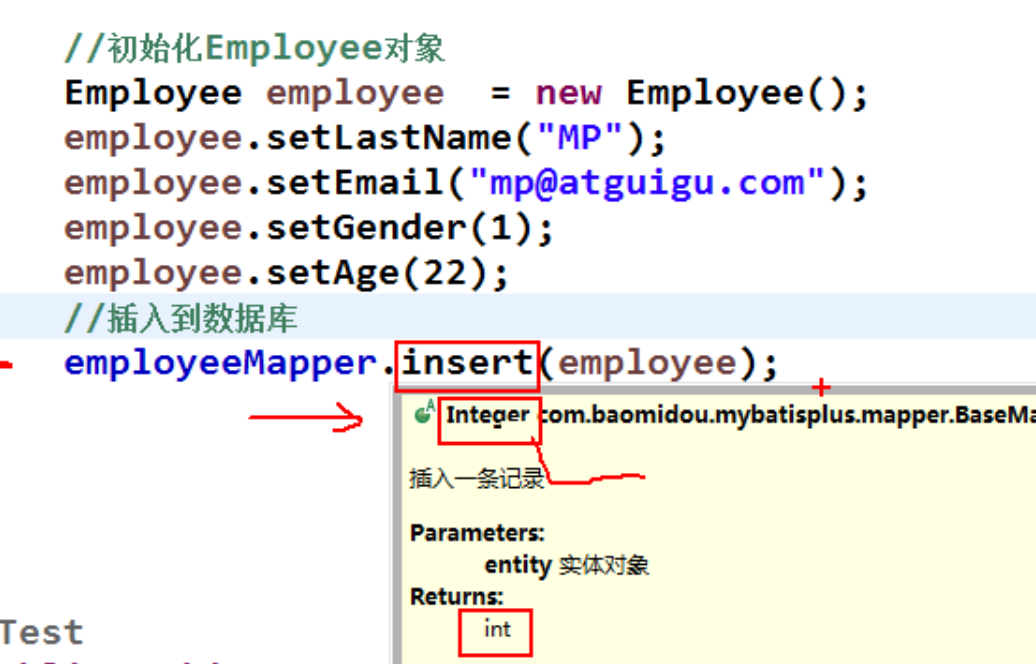 //初始化Employee对象
Employee employee = new Employee();
employee.setLastName("MP");
employee.setEmail("mp@atguigu.com");
employee.setGender(1);
employee.setAge(22);
//插入到数据库
employeeMapper.insert(employee);
Integer com.baomidou.mybatisplus.mapper.BaseMa
插入一条记录
Parameters:
entity 实体对象
Returns:
int
Test